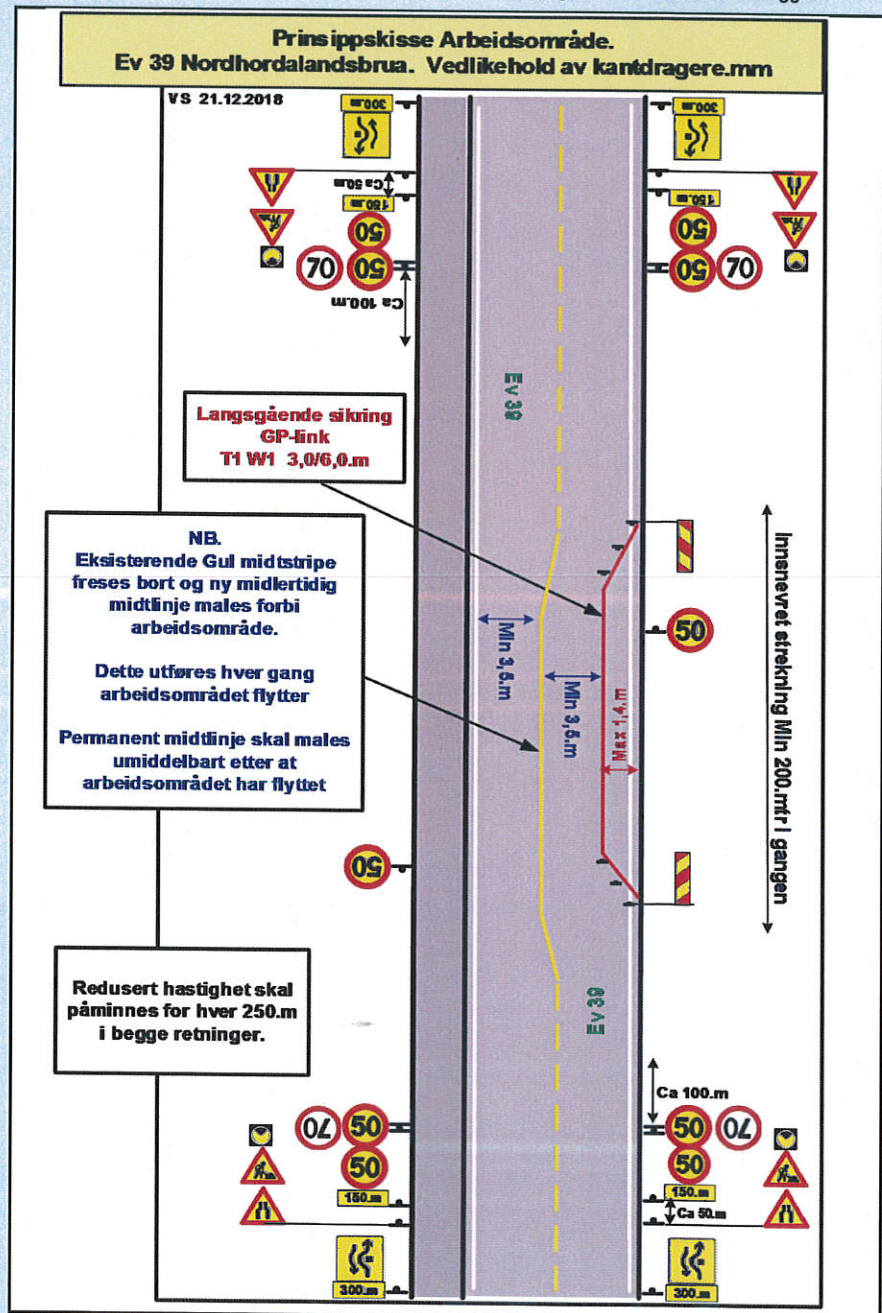 Prinsippskisse Arbeidsområde.
Ev 39 Nordhordalandsbrua. Vedlikehold av kantdragere.mm
VS 21.12.2018
300.m
300.m
Ca 50.m
150.m
150.m
50
50
70
50
50
70
Ca 100.m
Ev 39
Langsgående sikring
GP-link
T1 W1 3,0/6,0.m
NB.
Eksisterende Gul midtstripe
freses bort og ny midlertidig
midtlinje males forbi
arbeidsområde.
Dette utføres hver gang
arbeidsområdet flytter
Permanent midtlinje skal males
umiddelbart etter at
arbeidsområdet har flyttet
Min 3,5.m
Min 3,5.m
Max 1,4.m
50
Innsnevret strekning Min 200.mtr i gangen
50
Redusert hastighet skal
påminnes for hver 250.m
i begge retninger.
Ev 39
Ca 100.m
70
50
50
70
50
50
150.m
150.m
Ca 50.m
300.m
300.m